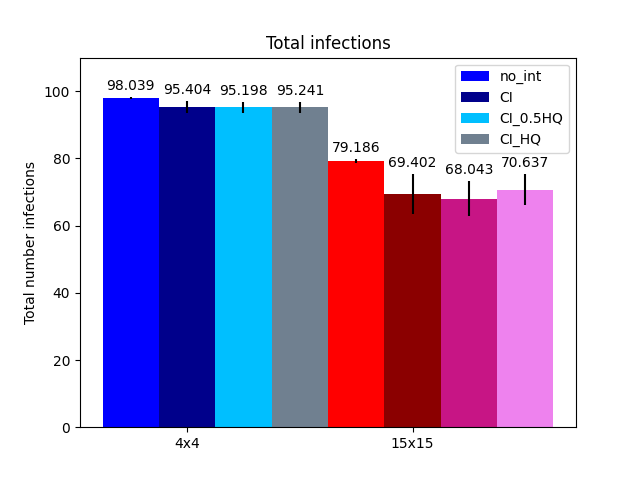 Total infections
no_int
CI
CI_0.5HQ
CI_HQ
98.039 95.404 95.198 95.241 79.186 69.402 68.043 70.637
Total number infections
100
80
60
40
20
0
4x4 15x15